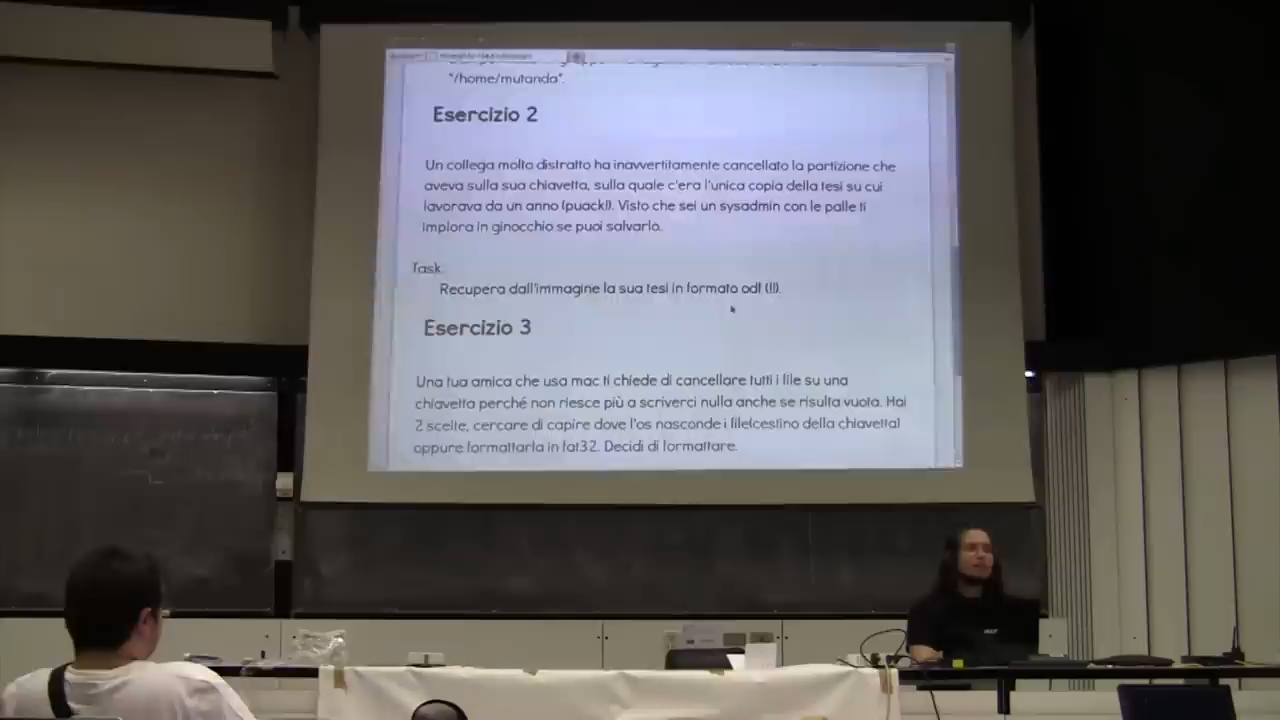 "/home/mutanda".
Esercizio 2
Un collega molto distratto ha inavvertitamente cancellato la partizione che
aveva sulla sua chiavetta, sulla quale c'era l'unica copia della tesi su cui
lavorava da un anno (puack!). Visto che sei un sysadmin con le palle ti
implora in ginocchio se puoi salvarlo.
Task.
Recupera dall'immagine la sua tesi in formato odf (!!).
Esercizio 3
Una tua amica che usa mac ti chiede di cancellare tutti i file su una
chiavetta perché non riesce più a scriverci nulla anche se risulta vuota. Hai
2 scelte, cercare di capire dove l'os nasconde i file(cestino della chiavetta)
oppure formattarla in fat32. Decidi di formattare.
acer